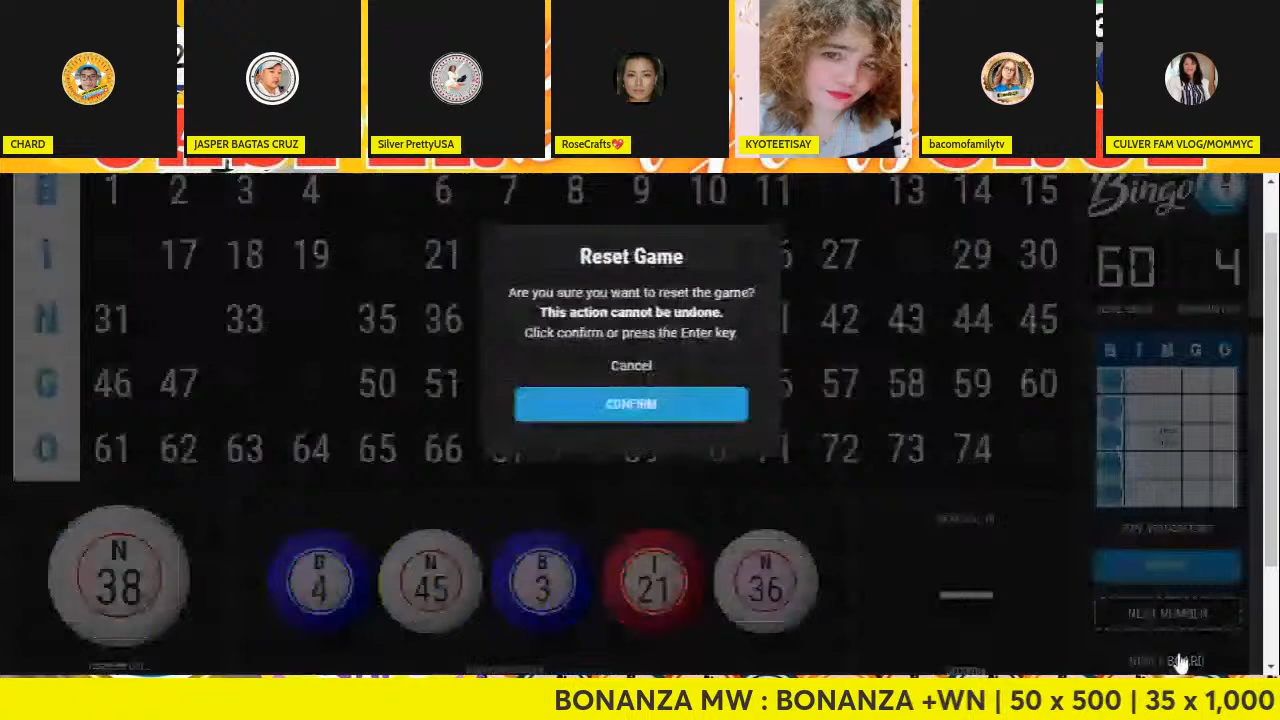 CHARD
JASPER BAGTAS CRUZ
Silver PrettyUSA
RoseCrafts💖
KYOTEETISAY
bacomofamilytv
CULVER FAM VLOG/MOMMYC
B 1 2 3 4 6 7 8 9 10 11 13 14 15
Bingo! 4
I 17 18 19 21 27 29 30
60 4
N 31 33 35 36 42 43 44 45
G 46 47 50 51 57 58 59 60
O 61 62 63 64 65 66 72 73 74
Reset Game
Are you sure you want to reset the game?
This action cannot be undone.
Click confirm or press the Enter key.
Cancel
CONFIRM
B I N G O
N 38
B 4
N 45
B 3
I 21
N 36
NEXT NUMBER
BOARD
BONANZA MW : BONANZA +WN | 50 x 500 | 35 x 1,000